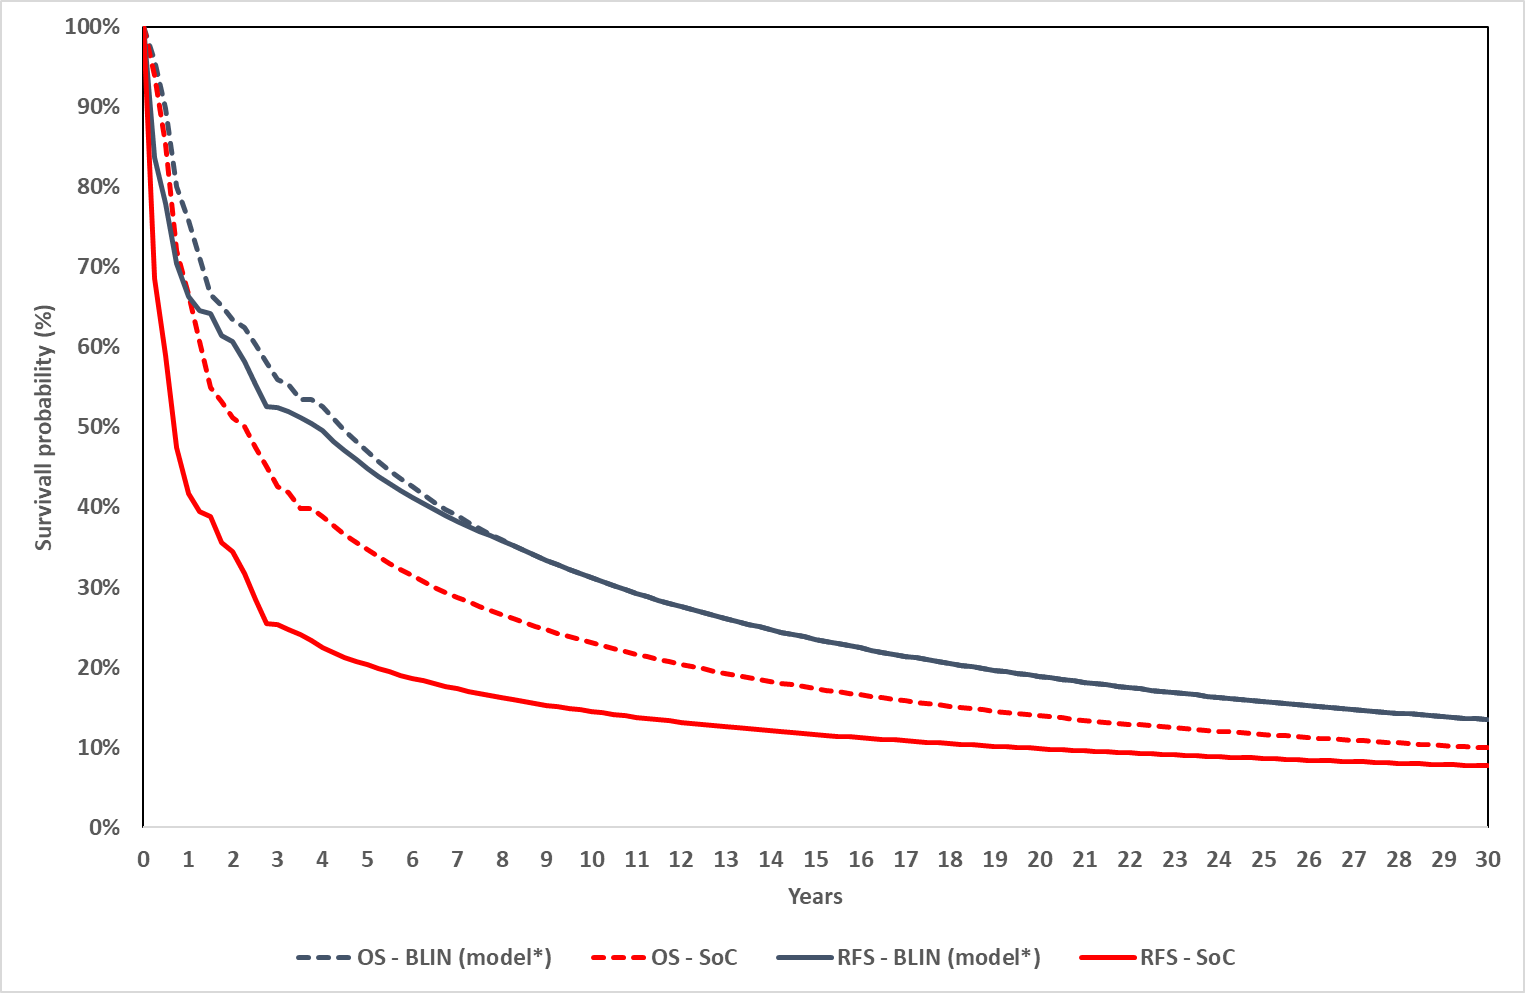 100%
90%
80%
70%
60%
50%
40%
30%
20%
10%
0%
Survivall probability (%)
0 1 2 3 4 5 6 7 8 9 10 11 12 13 14 15 16 17 18 19 20 21 22 23 24 25 26 27 28 29 30
Years
OS - BLIN (model*) OS - SoC RFS - BLIN (model*) RFS - SoC